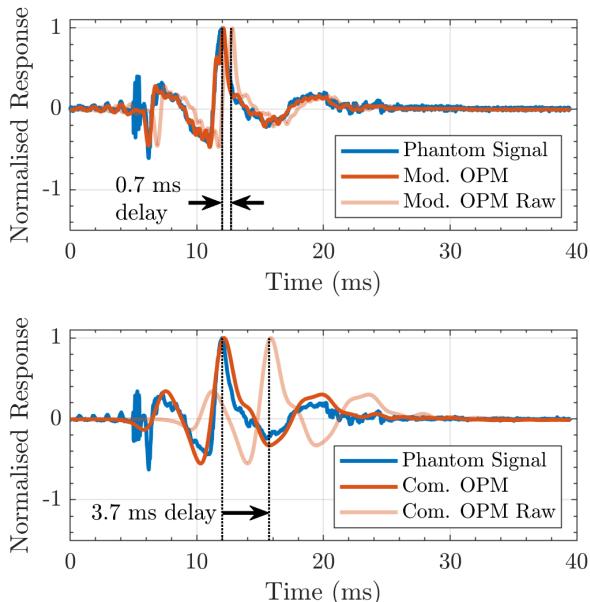 1
0
-1
Normalised Response
0.7 ms
delay
Phantom Signal
Mod. OPM
Mod. OPM Raw
0 10 20 30 40
Time (ms)
1
0
-1
Normalised Response
3.7 ms delay
Phantom Signal
Com. OPM
Com. OPM Raw
0 10 20 30 40
Time (ms)